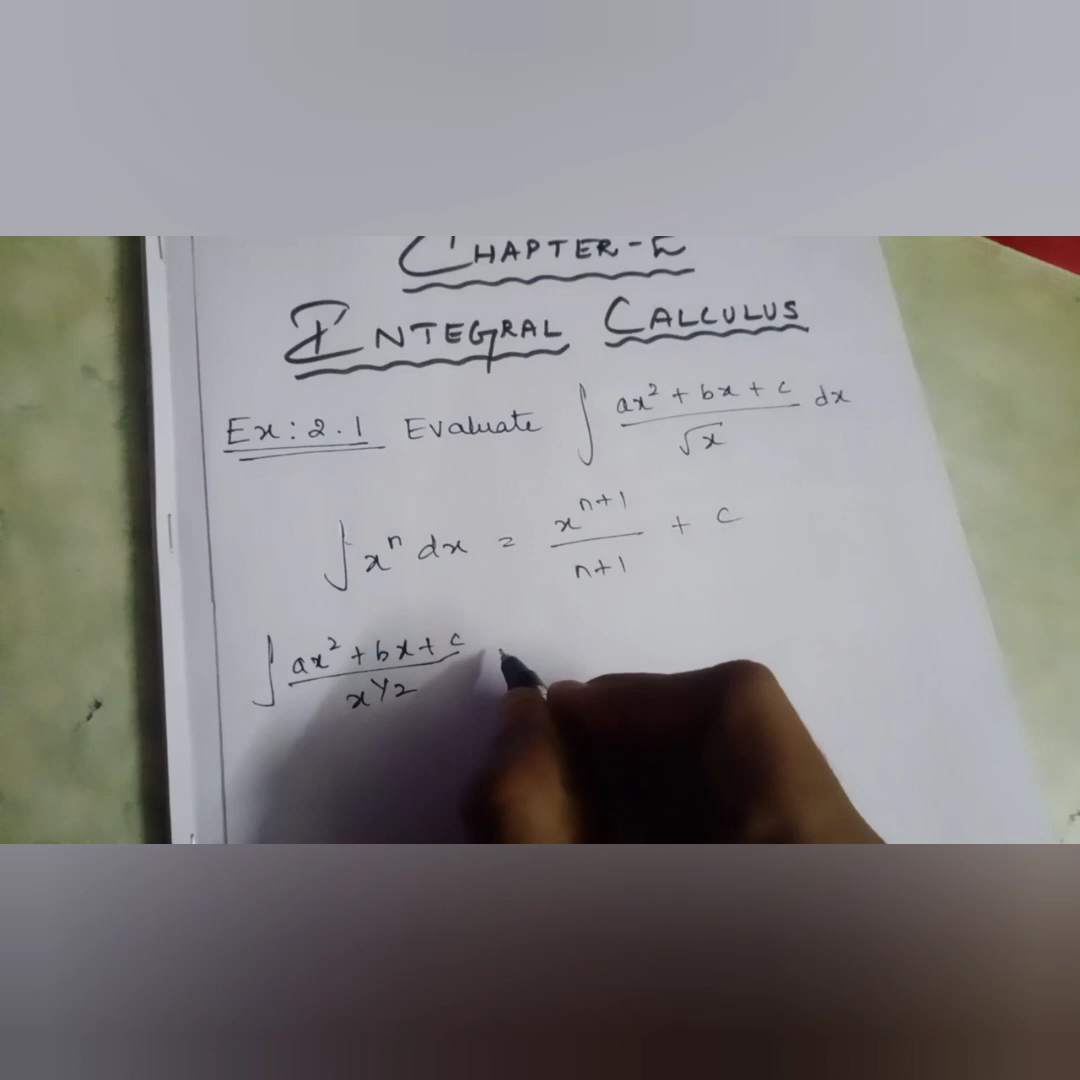 CHAPTER-2
INTEGRAL CALCULUS
Ex: 2.1 Evaluate ∫ (ax² + bx + c)/√x dx
∫ xⁿ dx = xⁿ⁺¹/(n+1) + c
∫ (ax² + bx + c)/x^1/2